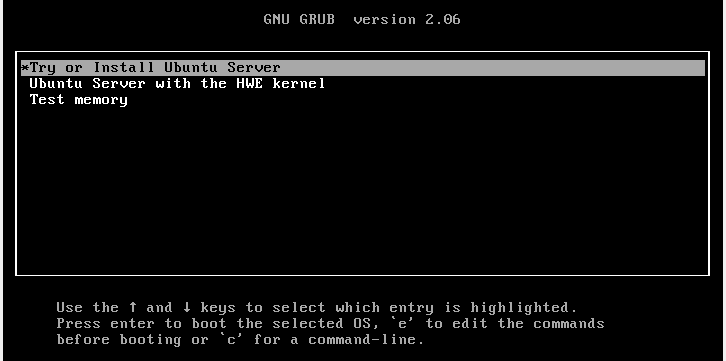 GNU GRUB  version 2.06
*Try or Install Ubuntu Server
Ubuntu Server with the HWE kernel
Test memory
Use the ↑ and ↓ keys to select which entry is highlighted.
Press enter to boot the selected OS, `e' to edit the commands
before booting or `c' for a command-line.